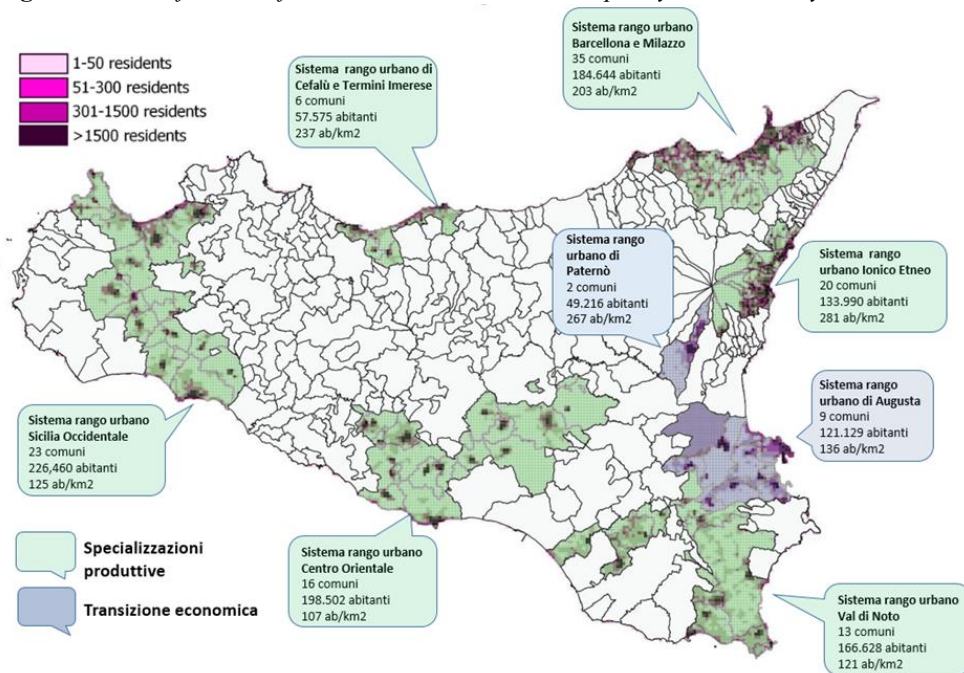 1-50 residents
51-300 residents
301-1500 residents
>1500 residents
Sistema rango urbano di
Cefalù e Termini Imerese
6 comuni
57.575 abitanti
237 ab/km2
Sistema rango urbano
Barcellona e Milazzo
35 comuni
184.644 abitanti
203 ab/km2
Sistema rango
urbano di
Paternò
2 comuni
49.216 abitanti
267 ab/km2
Sistema rango
urbano Ionico Etneo
20 comuni
133.990 abitanti
281 ab/km2
Sistema rango
urbano di Augusta
9 comuni
121.129 abitanti
136 ab/km2
Sistema rango urbano
Sicilia Occidentale
23 comuni
226,460 abitanti
125 ab/km2
Sistema rango urbano
Centro Orientale
16 comuni
198.502 abitanti
107 ab/km2
Sistema rango urbano
Val di Noto
13 comuni
166.628 abitanti
121 ab/km2
Specializzazioni
produttive
Transizione economica